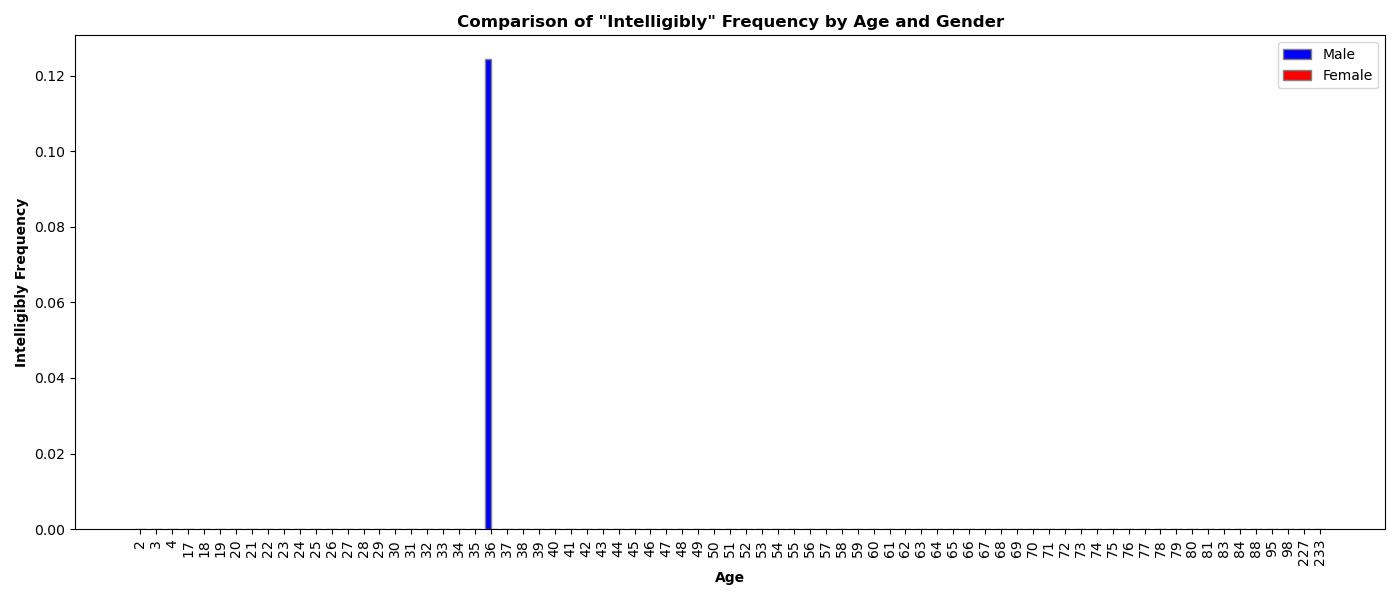 Comparison of "Intelligibly" Frequency by Age and Gender
Male
Female
Intelligibly Frequency
0.12
0.10
0.08
0.06
0.04
0.02
0.00
2 3 4 17 18 19 20 21 22 23 24 25 26 27 28 29 30 31 32 33 34 35 36 37 38 39 40 41 42 43 44 45 46 47 48 49 50 51 52 53 54 55 56 57 58 59 60 61 62 63 64 65 66 67 68 69 70 71 72 73 74 75 76 77 78 79 80 81 83 84 88 95 98 227 233
Age